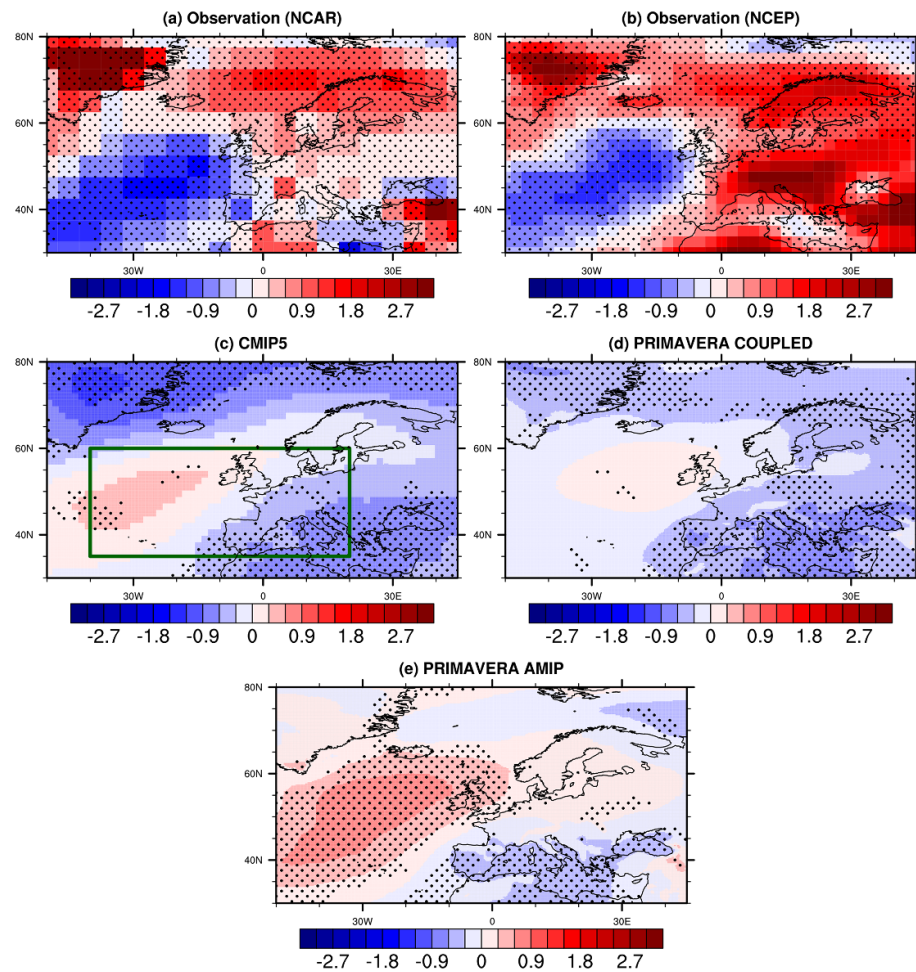 (a) Observation (NCAR)
80N
60N
40N
30W 0 30E
-2.7 -1.8 -0.9 0 0.9 1.8 2.7
(b) Observation (NCEP)
80N
60N
40N
30W 0 30E
-2.7 -1.8 -0.9 0 0.9 1.8 2.7
(c) CMIP5
80N
60N
40N
30W 0 30E
-2.7 -1.8 -0.9 0 0.9 1.8 2.7
(d) PRIMAVERA COUPLED
80N
60N
40N
30W 0 30E
-2.7 -1.8 -0.9 0 0.9 1.8 2.7
(e) PRIMAVERA AMIP
80N
60N
40N
30W 0 30E
-2.7 -1.8 -0.9 0 0.9 1.8 2.7